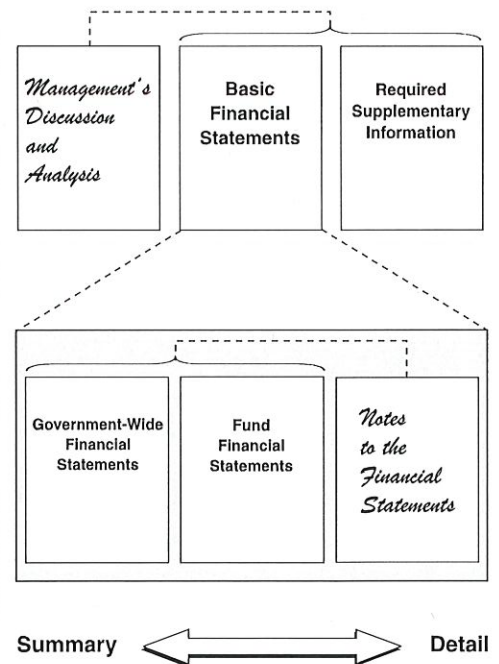 Management's
Discussion
and
Analysis
Basic
Financial
Statements
Required
Supplementary
Information
Government-Wide
Financial
Statements
Fund
Financial
Statements
Notes
to the
Financial
Statements
Summary
Detail